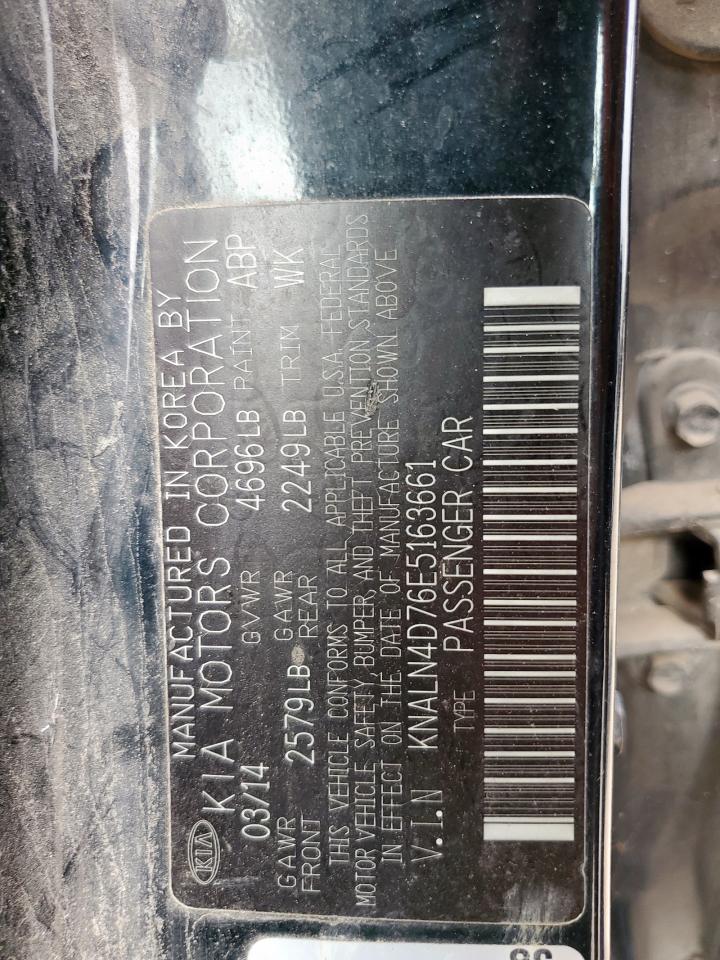 MANUFACTURED IN KOREA BY
KIA KIA MOTORS CORPORATION
03/14 GVWR 4696LB PAINT ABP
GAWR FRONT 2579LB GAWR REAR 2249LB TRIM WK
THIS VEHICLE CONFORMS TO ALL APPLICABLE U.S.A. FEDERAL
MOTOR VEHICLE SAFETY, BUMPER, AND THEFT PREVENTION STANDARDS
IN EFFECT ON THE DATE OF MANUFACTURE SHOWN ABOVE
V.I.N KNALN4D76E5163661
TYPE PASSENGER CAR